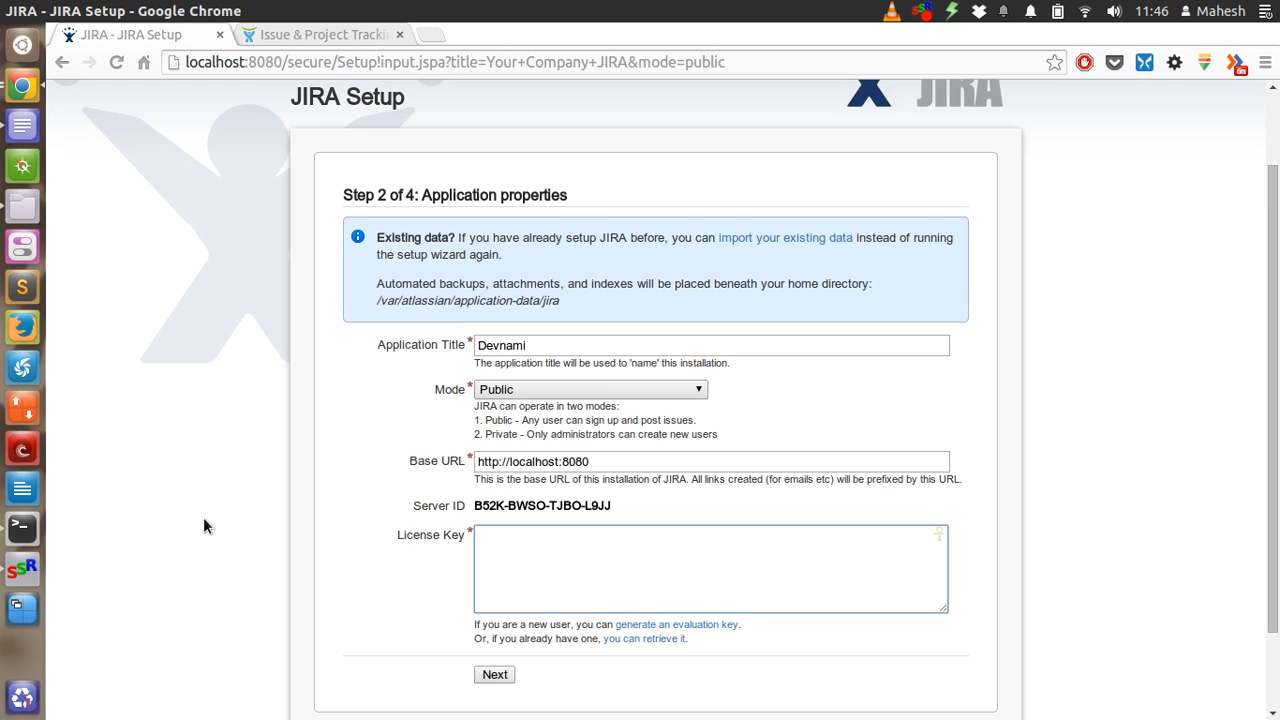 JIRA - JIRA Setup - Google Chrome
11:46
Mahesh
JIRA - JIRA Setup
Issue & Project Trackin
localhost:8080/secure/SetupInput.jspa?title=Your+Company+JIRA&mode=public
6m
JIRA Setup
JIRA
Step 2 of 4: Application properties
Existing data? If you have already setup JIRA before, you can import your existing data instead of running
the setup wizard again.
Automated backups, attachments, and indexes will be placed beneath your home directory:
/var/atlassian/application-data/jira
Application Title*
Devnami
The application title will be used to 'name' this installation.
Mode*
Public
JIRA can operate in two modes:
1. Public - Any user can sign up and post issues.
2. Private - Only administrators can create new users
Base URL*
http://localhost:8080
This is the base URL of this installation of JIRA. All links created (for emails etc) will be prefixed by this URL.
Server ID
B52K-BWSO-TJBO-L9JJ
License Key*
If you are a new user, you can generate an evaluation key.
Or, if you already have one, you can retrieve it.
Next
S
SSR